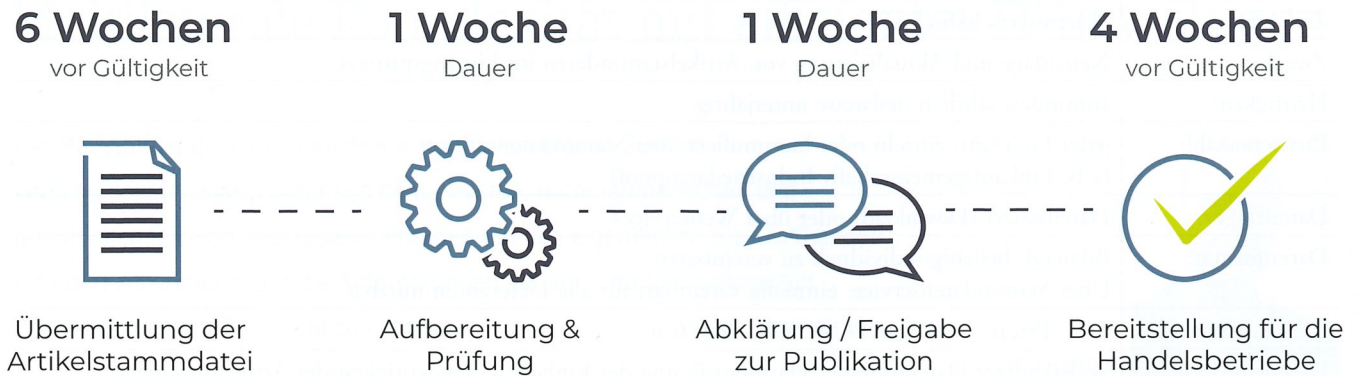 6 Wochen
vor Gültigkeit
1 Woche
Dauer
1 Woche
Dauer
4 Wochen
vor Gültigkeit
Übermittlung der
Artikelstammdatei
Aufbereitung &
Prüfung
Abklärung / Freigabe
zur Publikation
Bereitstellung für die
Handelsbetriebe